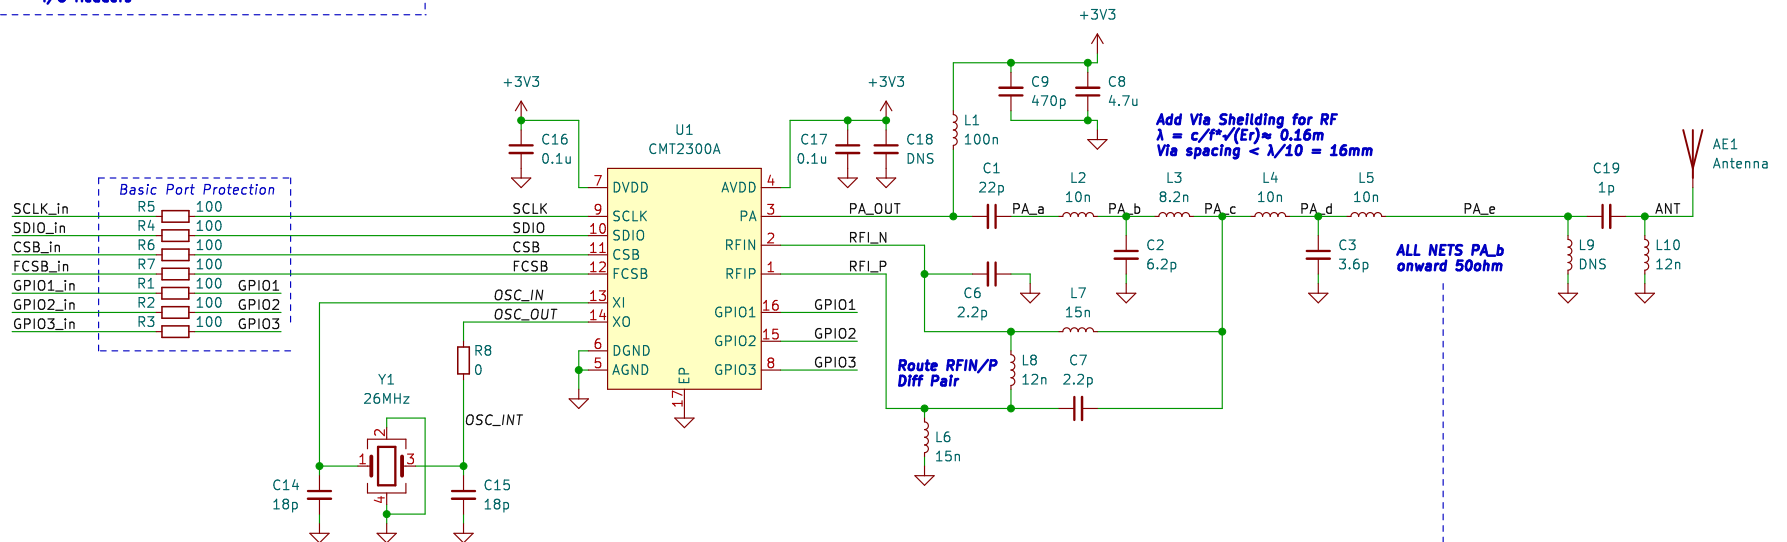 I/O Headers
+3V3
+3V3
+3V3
C9
470p
C8
4.7u
L1
100n
C16
0.1u
U1
CMT2300A
C17
0.1u
C18
DNS
Add Via Sheilding for RF
λ = c/f*√(Er)≈ 0.16m
Via spacing < λ/10 = 16mm
AE1
Antenna
Basic Port Protection
7 DVDD
AVDD 4
C1
22p
L2
10n
L3
8.2n
L4
10n
L5
10n
C19
1p
SCLK_in R5 100 SCLK 9 SCLK
PA 3 PA_OUT PA_a PA_b PA_c PA_d PA_e ANT
SDIO_in R4 100 SDIO 10 SDIO
RFIN 2 RFI_N
CSB_in R6 100 CSB 11 CSB
FCSB_in R7 100 FCSB 12 FCSB
RFIP 1 RFI_P
C2
6.2p
C3
3.6p
ALL NETS PA_b
onward 50ohm
L9
DNS
L10
12n
GPIO1_in R1 100 GPIO1
GPIO2_in R2 100 GPIO2
GPIO3_in R3 100 GPIO3
OSC_IN 13 XI
OSC_OUT 14 XO
C6
2.2p
L7
15n
GPIO1 16 GPIO1
GPIO2 15 GPIO2
GPIO3 8 GPIO3
6 DGND
5 AGND
EP
17
R8
0
Route RFIN/P
Diff Pair
L8
12n
C7
2.2p
Y1
26MHz
OSC_INT
L6
15n
2
1 3
4
C14
18p
C15
18p